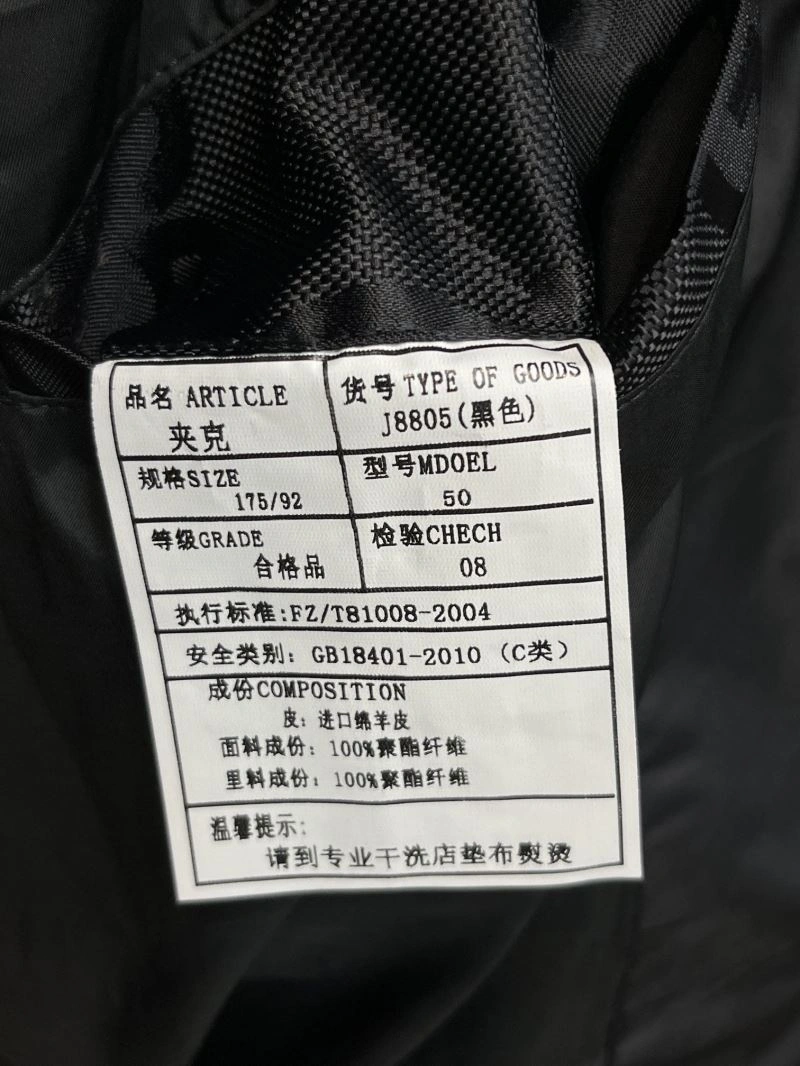 品名 ARTICLE
夹克
货号 TYPE OF GOODS
J8805(黑色)
规格SIZE
175/92
型号MDOEL
50
等级GRADE
合格品
检验CHECH
08
执行标准:FZ/T81008-2004
安全类别: GB18401-2010 (C类)
成份COMPOSITION
皮: 进口绵羊皮
面料成份: 100%聚酯纤维
里料成份: 100%聚酯纤维
温馨提示:
请到专业干洗店垫布熨烫